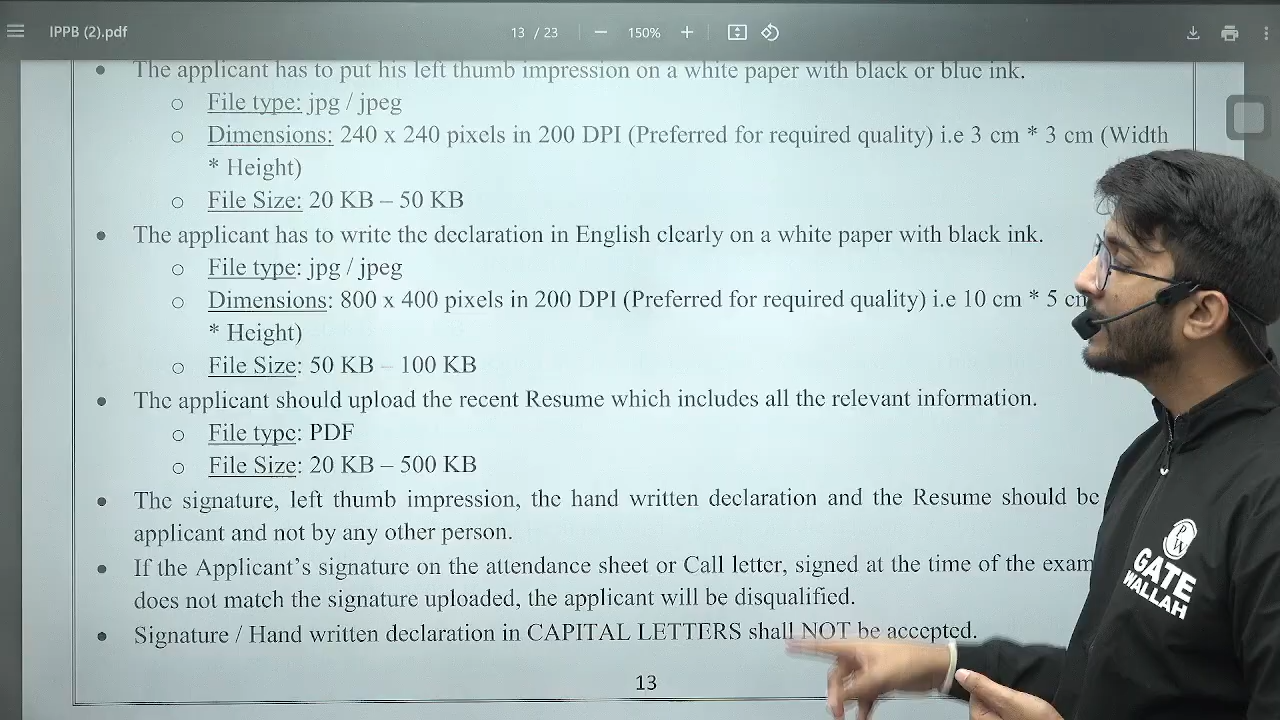 IPPB (2).pdf
13 / 23
150%
The applicant has to put his left thumb impression on a white paper with black or blue ink.
File type: jpg / jpeg
Dimensions: 240 x 240 pixels in 200 DPI (Preferred for required quality) i.e 3 cm * 3 cm (Width
* Height)
File Size: 20 KB – 50 KB
The applicant has to write the declaration in English clearly on a white paper with black ink.
File type: jpg / jpeg
Dimensions: 800 x 400 pixels in 200 DPI (Preferred for required quality) i.e 10 cm * 5
* Height)
File Size: 50 KB – 100 KB
The applicant should upload the recent Resume which includes all the relevant information.
File type: PDF
File Size: 20 KB – 500 KB
The signature, left thumb impression, the hand written declaration and the Resume should be
applicant and not by any other person.
If the Applicant's signature on the attendance sheet or Call letter, signed at the time of the exam
does not match the signature uploaded, the applicant will be disqualified.
Signature / Hand written declaration in CAPITAL LETTERS shall NOT be accepted.
13
PW
GATE
WALLAH